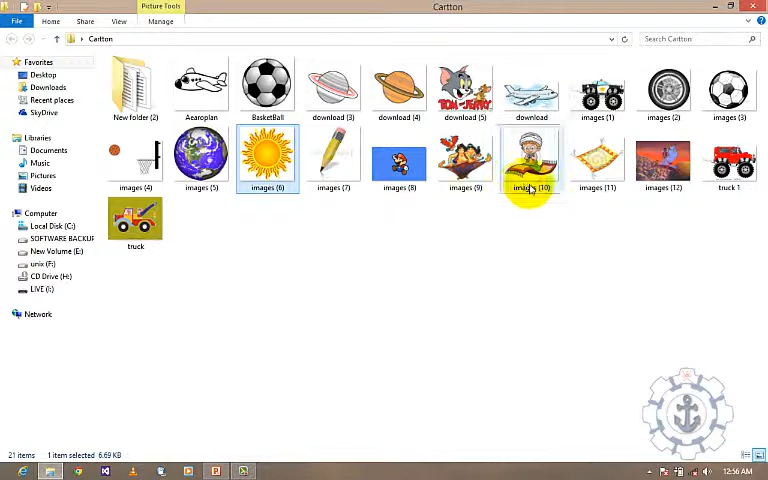 Picture Tools
Cartton
File
Home
Share
View
Manage
Cartton
Search Cartton
Favorites
Desktop
Downloads
Recent places
SkyDrive
Libraries
Documents
Music
Pictures
Videos
Computer
Local Disk (C:)
SOFTWARE BACKUP
New Volume (E:)
unix (F:)
CD Drive (H:)
LIVE (I:)
Network
New folder (2)
Aearoplan
BasketBall
download (3)
download (4)
TOM and JERRY
download (5)
download
images (1)
images (2)
images (3)
images (4)
images (5)
images (6)
images (7)
images (8)
images (9)
images (10)
images (11)
images (12)
truck 1
truck
21 items
1 item selected 6.69 KB
12:56 AM